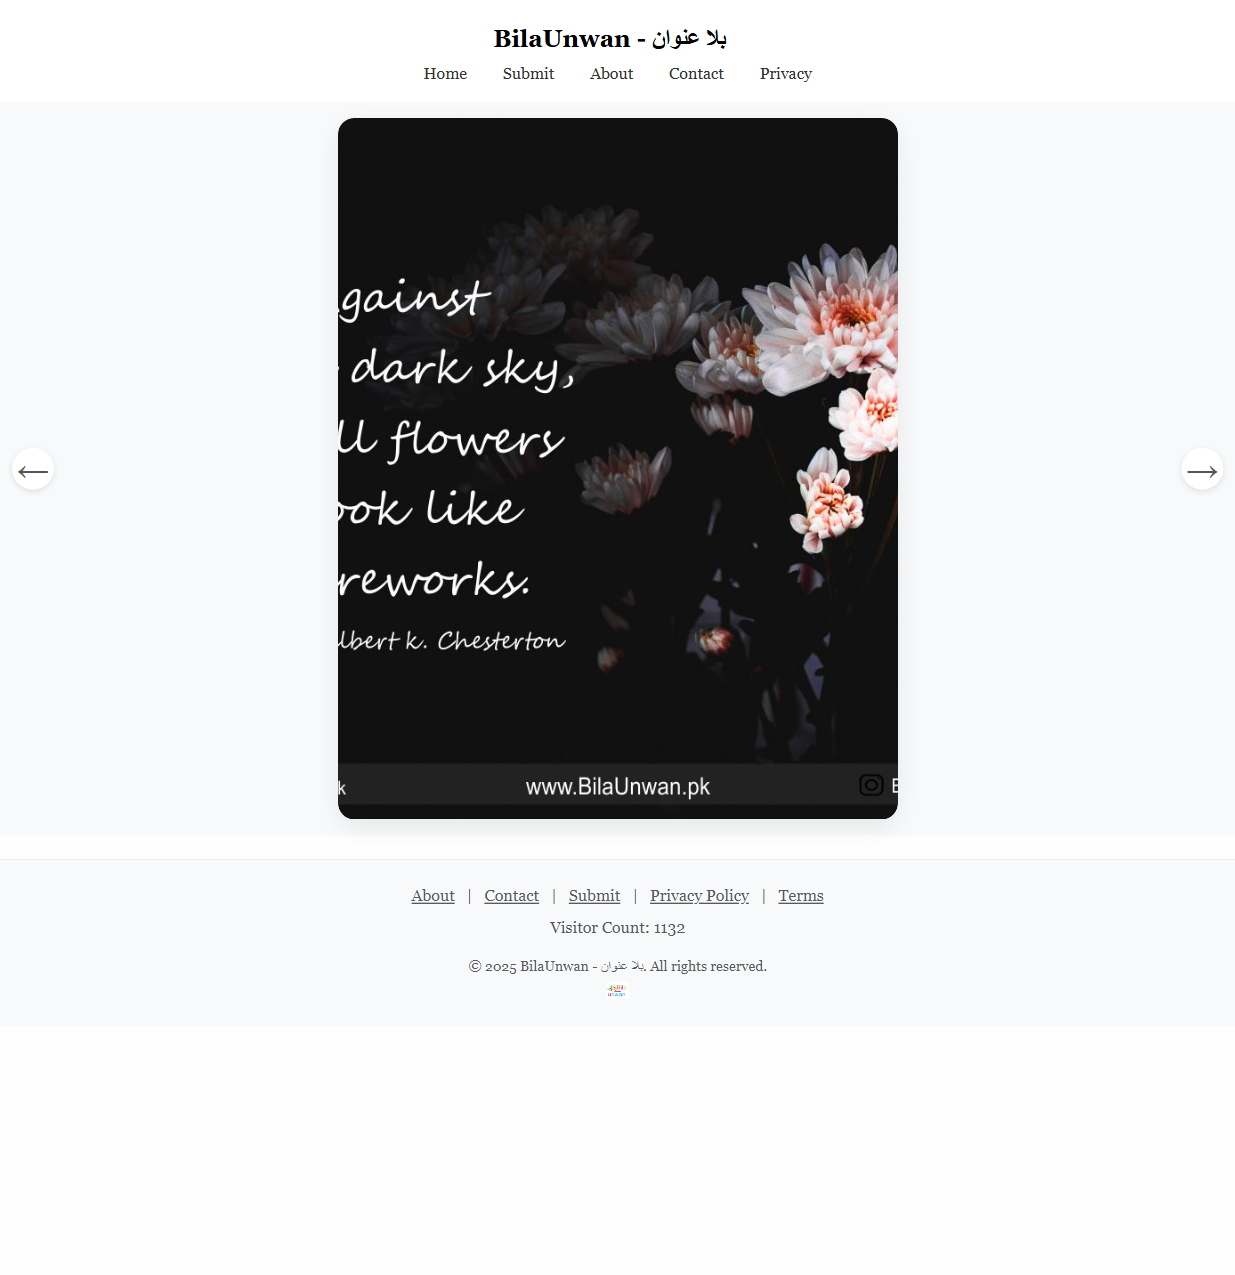 BilaUnwan - بلا عنوان
Home Submit About Contact Privacy
gainst
dark sky,
ll flowers
ook like
reworks.
lbert k. Chesterton
k www.BilaUnwan.pk
← →
About | Contact | Submit | Privacy Policy | Terms
Visitor Count: 1132
© 2025 BilaUnwan - بلا عنوان. All rights reserved.